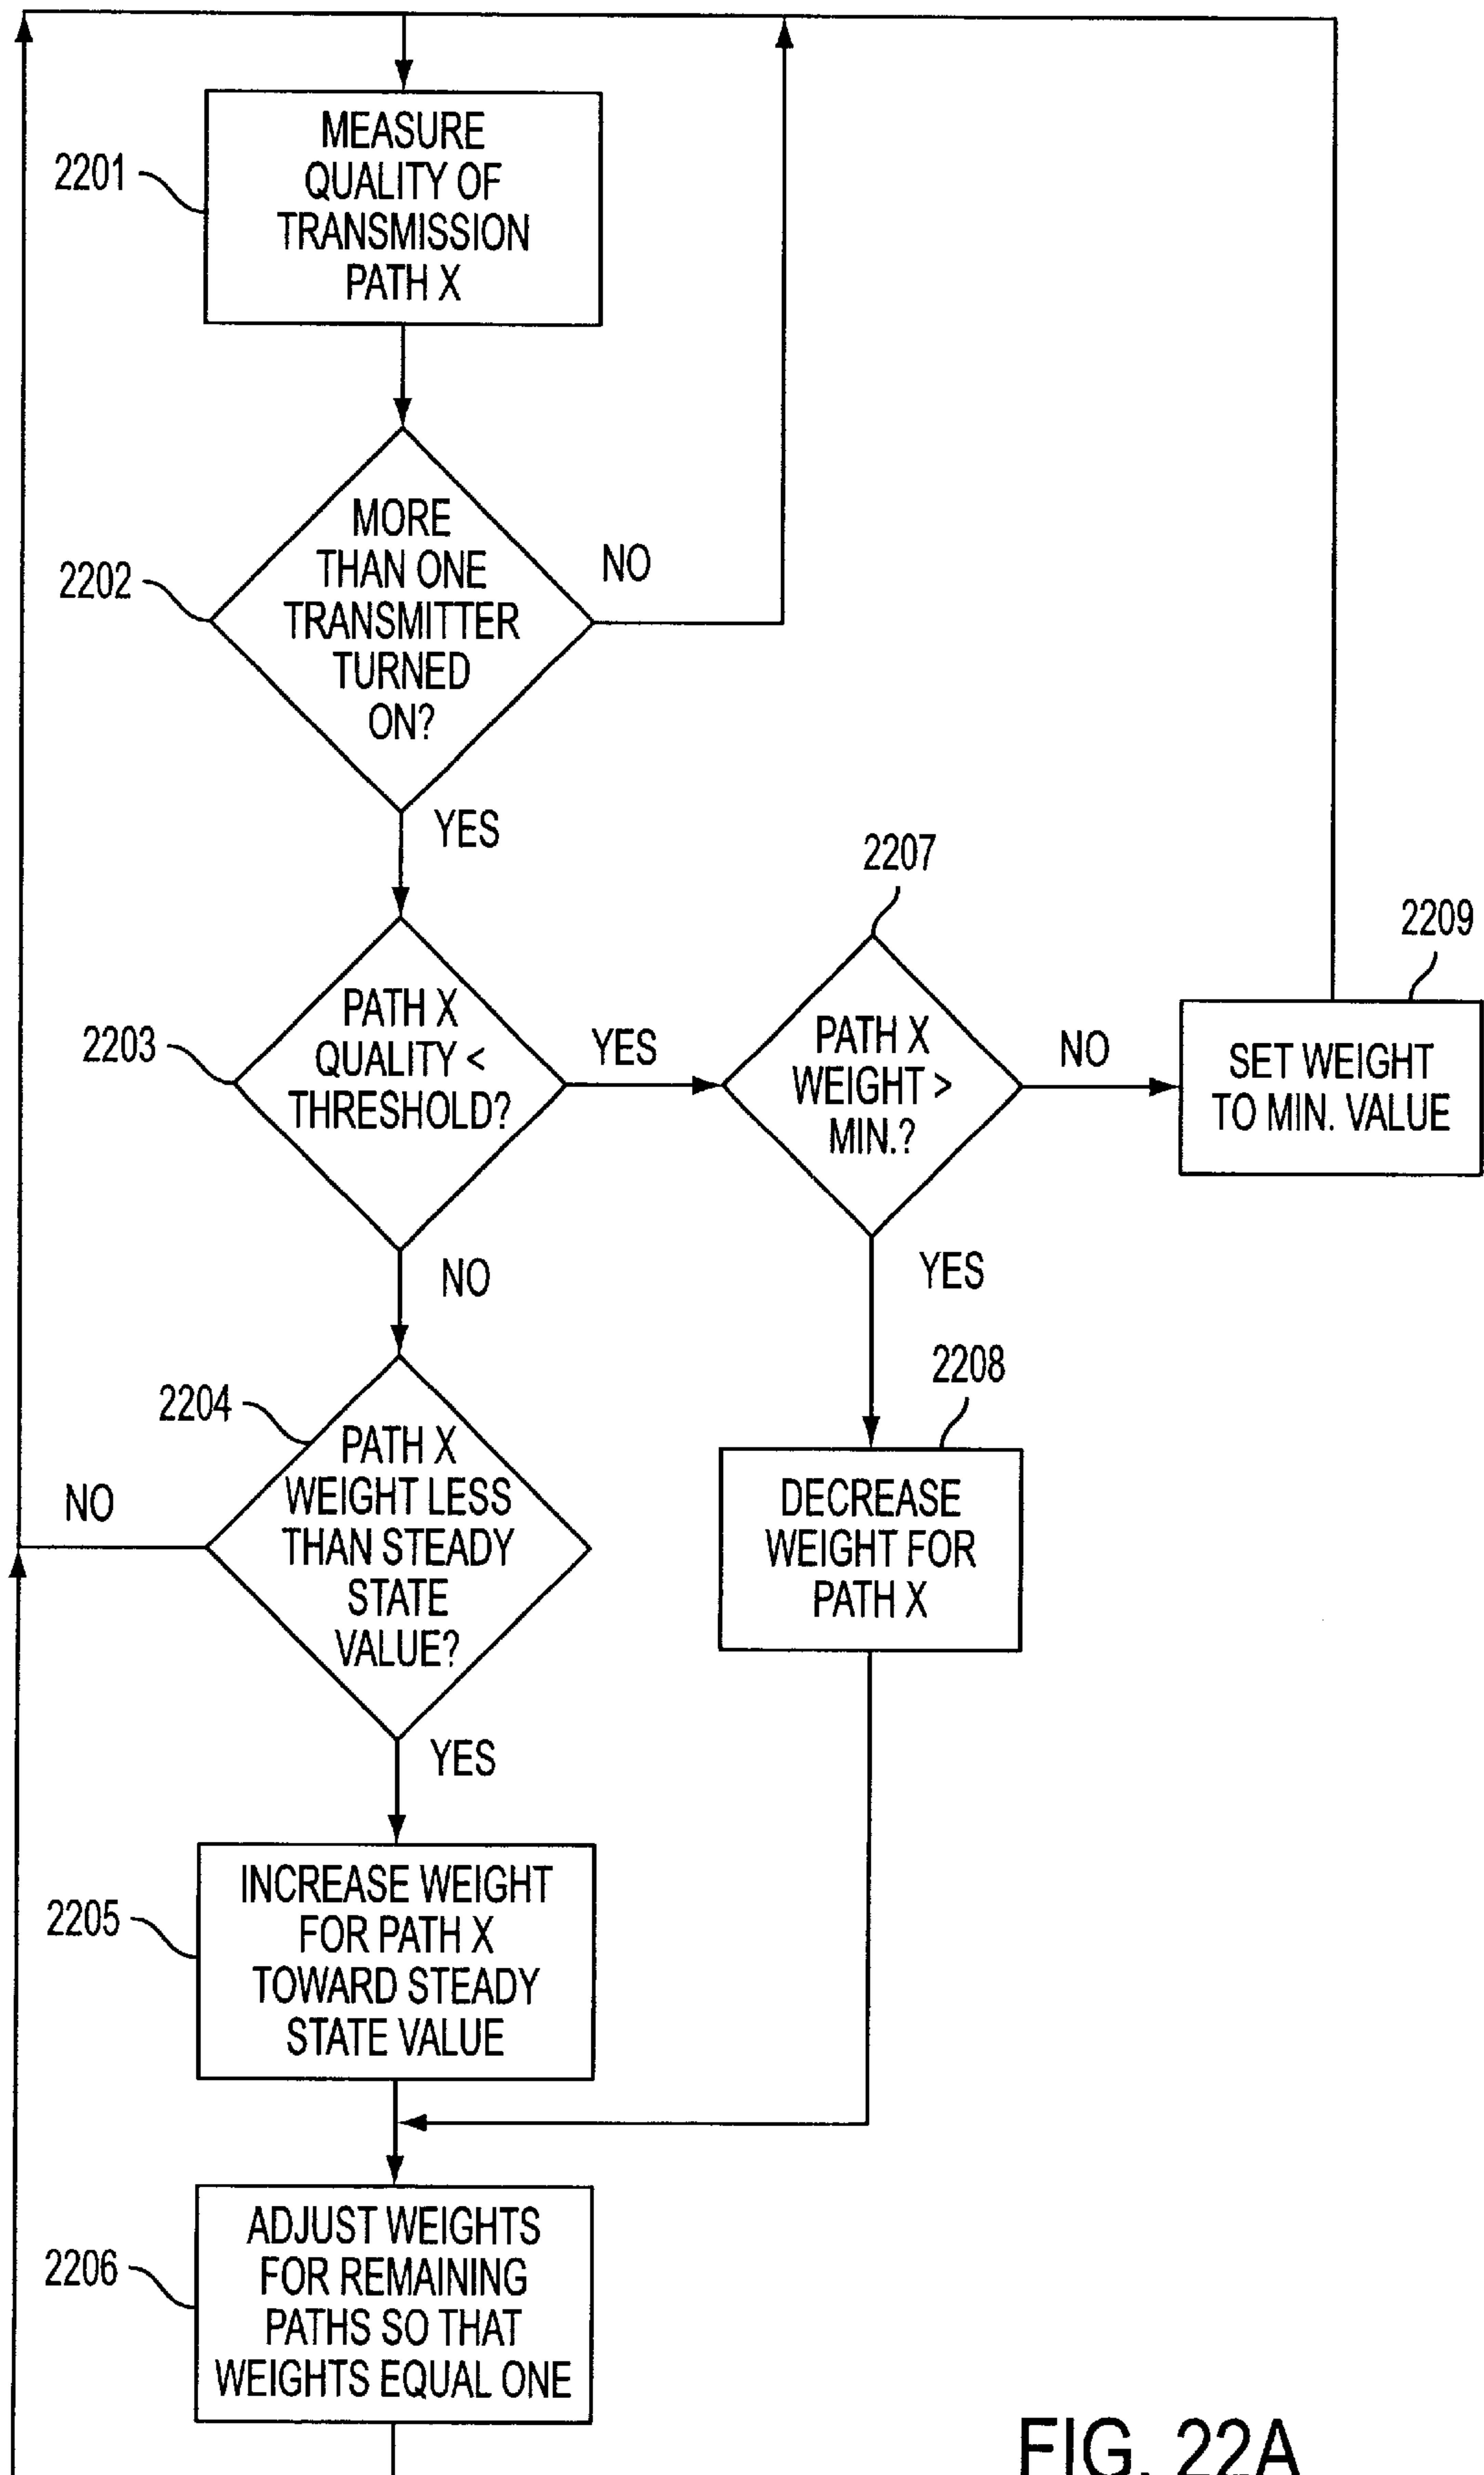 2201
MEASURE
QUALITY OF
TRANSMISSION
PATH X
2202
MORE
THAN ONE
TRANSMITTER
TURNED
ON?
NO
YES
2203
PATH X
QUALITY <
THRESHOLD?
YES
NO
2207
PATH X
WEIGHT >
MIN.?
NO
YES
2209
SET WEIGHT
TO MIN. VALUE
2204
PATH X
WEIGHT LESS
THAN STEADY
STATE
VALUE?
NO
YES
2208
DECREASE
WEIGHT FOR
PATH X
2205
INCREASE WEIGHT
FOR PATH X
TOWARD STEADY
STATE VALUE
2206
ADJUST WEIGHTS
FOR REMAINING
PATHS SO THAT
WEIGHTS EQUAL ONE
FIG. 22A